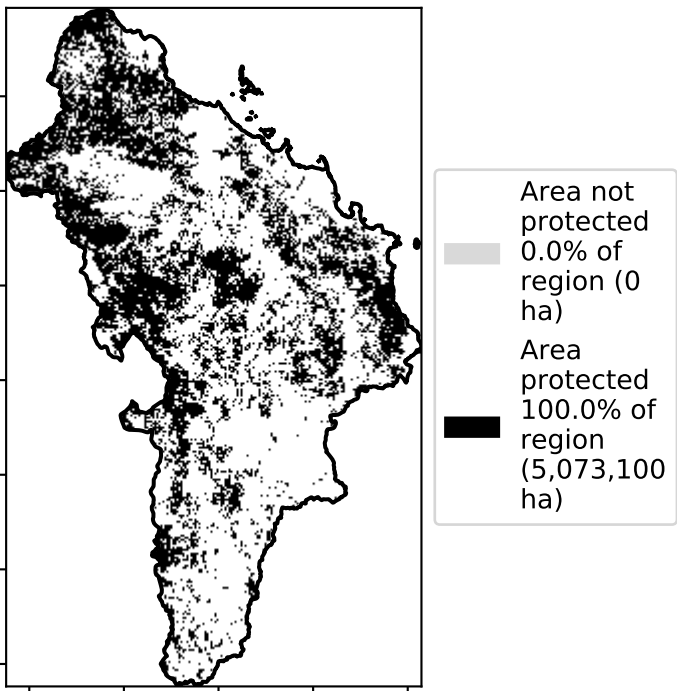 Area not
protected
0.0% of
region (0
ha)
Area
protected
100.0% of
region
(5,073,100
ha)